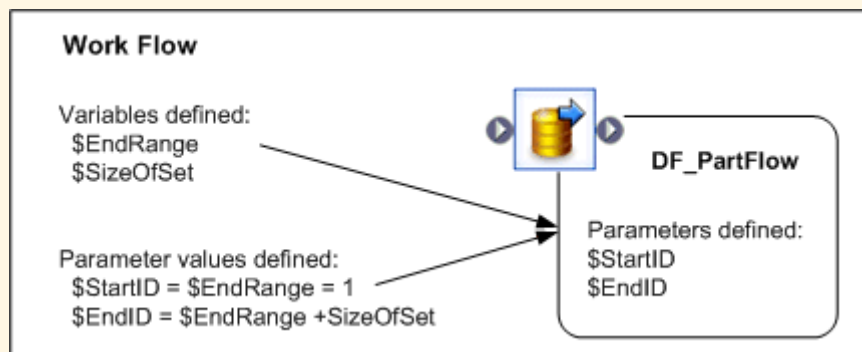 Work Flow
Variables defined:
$EndRange
$SizeOfSet
DF_PartFlow
Parameters defined:
$StartID
$EndID
Parameter values defined:
$StartID = $EndRange = 1
$EndID = $EndRange +SizeOfSet